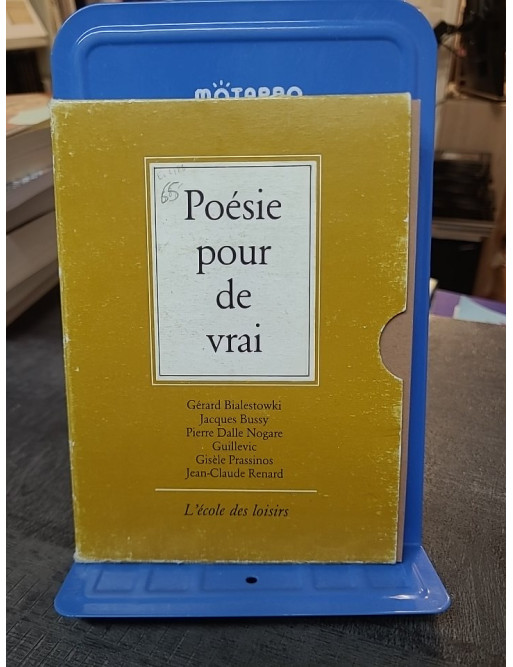 MOTARRO
65
Poésie
pour
de
vrai
Gérard Bialestowki
Jacques Bussy
Pierre Dalle Nogare
Guillevic
Gisèle Prassinos
Jean-Claude Renard
L'école des loisirs